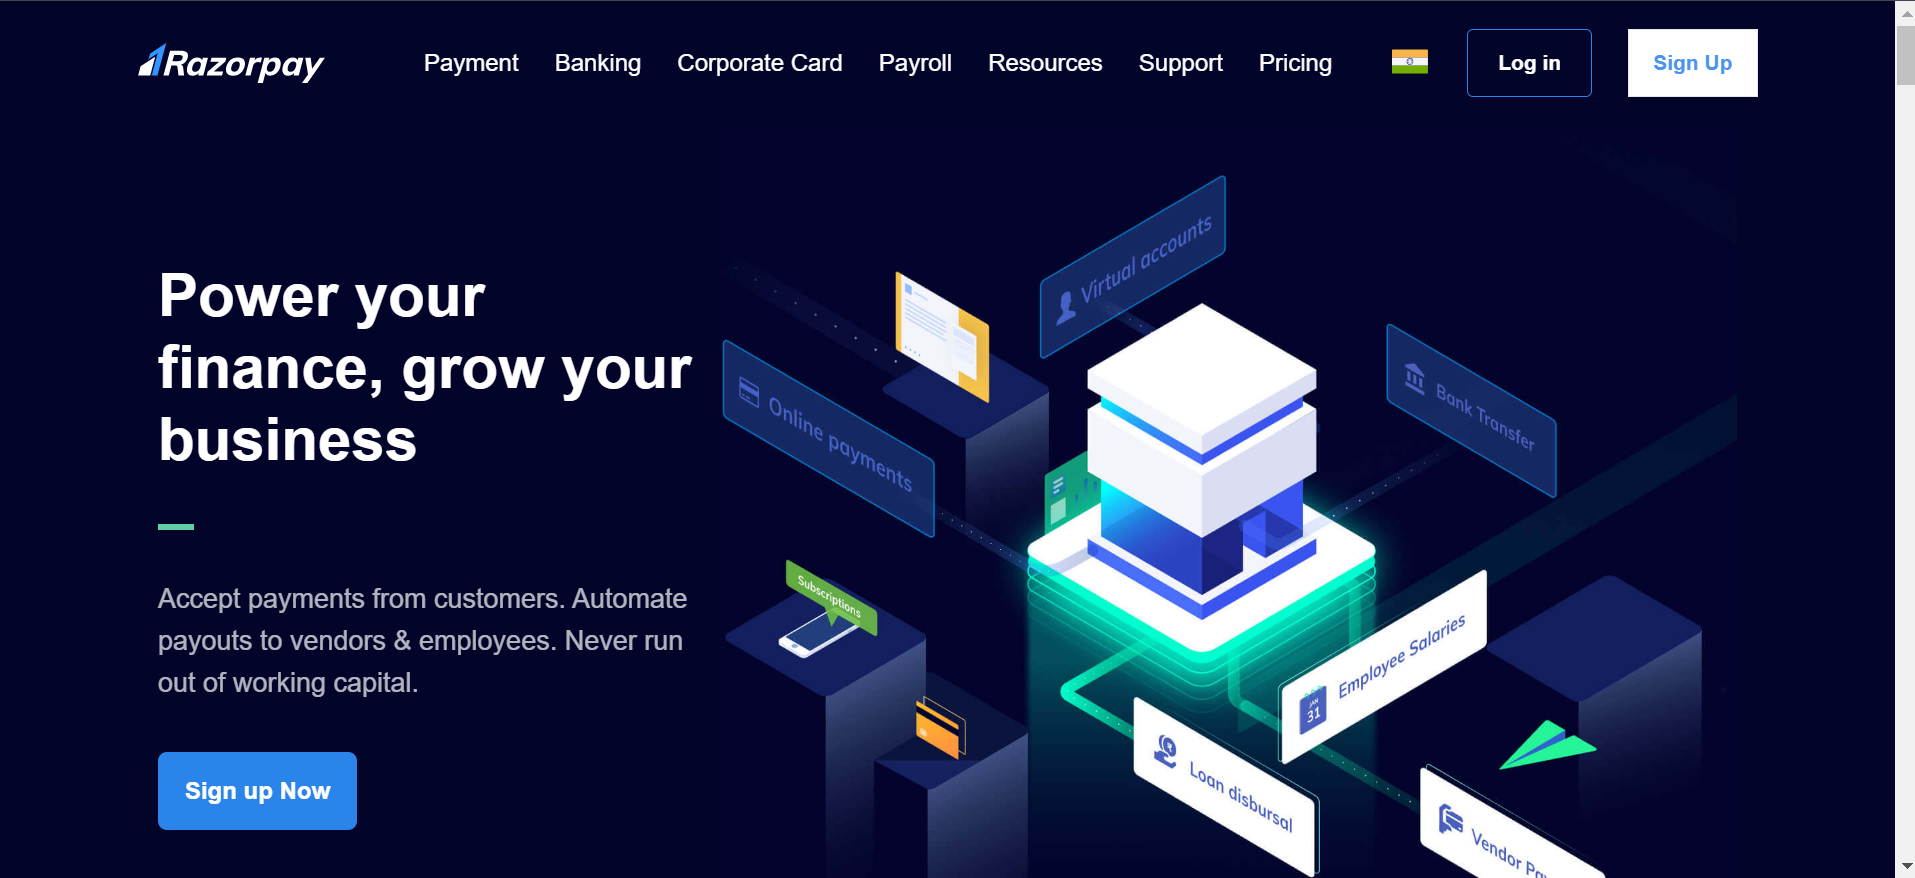 Razorpay
Payment
Banking
Corporate Card
Payroll
Resources
Support
Pricing
Log in
Sign Up
Power your
finance, grow your
business
Accept payments from customers. Automate
payouts to vendors & employees. Never run
out of working capital.
Sign up Now
Virtual accounts
Online payments
Bank Transfer
Subscriptions
Employee Salaries
JAN
31
Loan disbursal
Vendor